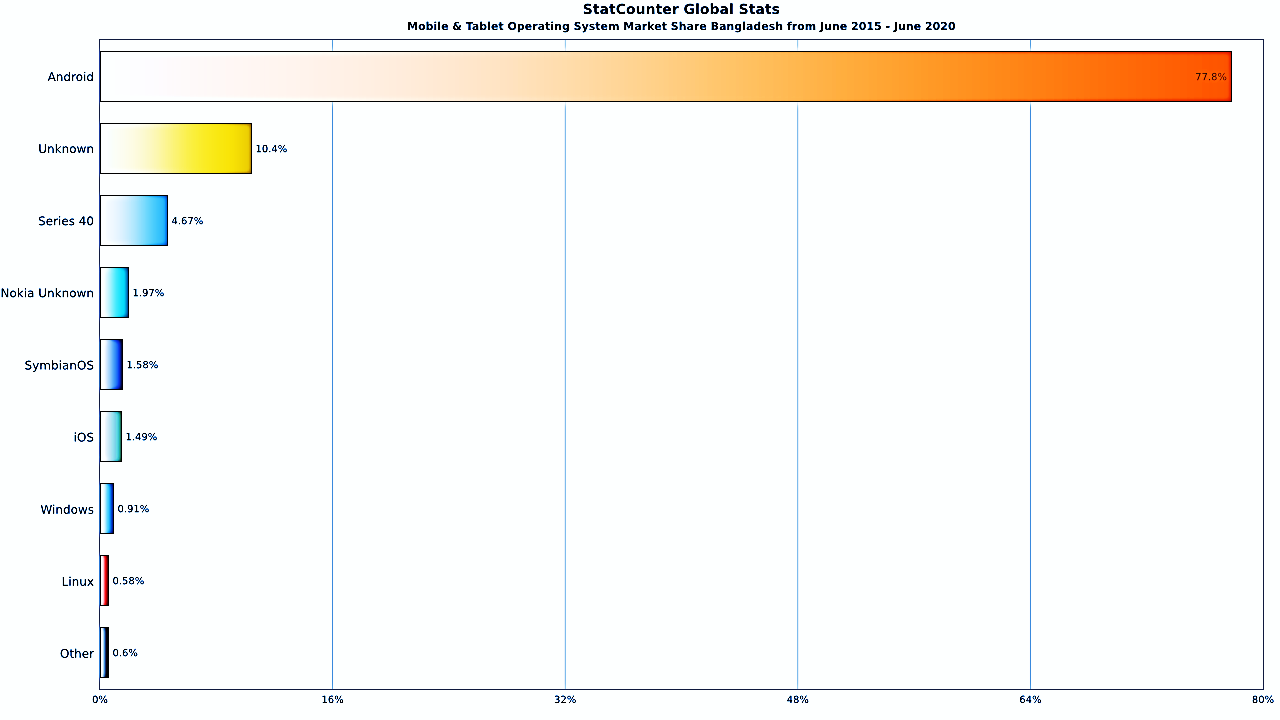 StatCounter Global Stats
Mobile & Tablet Operating System Market Share Bangladesh from June 2015 - June 2020
Android 77.8%
Unknown 10.4%
Series 40 4.67%
Nokia Unknown 1.97%
SymbianOS 1.58%
iOS 1.49%
Windows 0.91%
Linux 0.58%
Other 0.6%
0% 16% 32% 48% 64% 80%